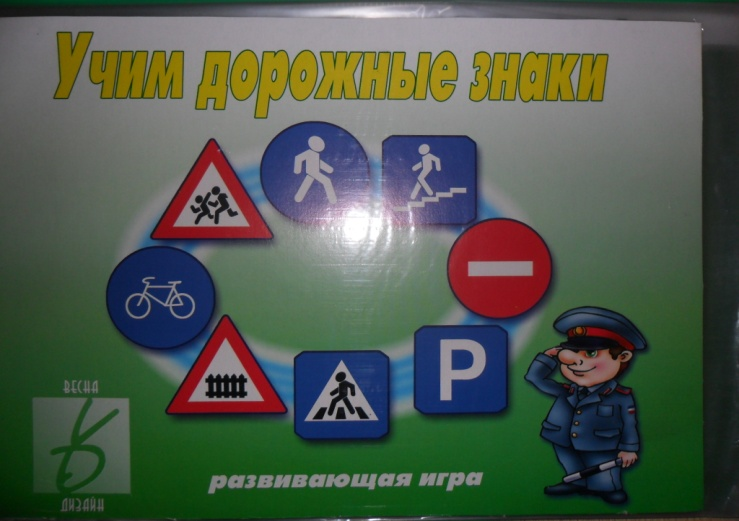 Учим дорожные знаки
P
ВЕСНА
ДИЗАЙН
развивающая игра